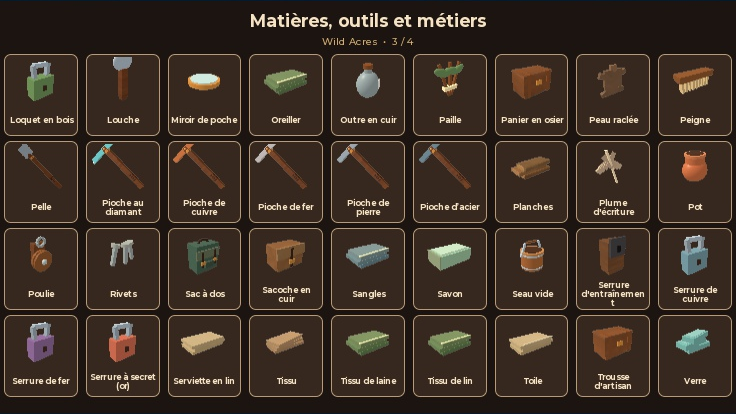 Matières, outils et métiers
Wild Acres • 3 / 4
Loquet en bois
Louche
Miroir de poche
Oreiller
Outre en cuir
Paille
Panier en osier
Peau raclée
Peigne
Pelle
Pioche au
diamant
Pioche de
cuivre
Pioche de fer
Pioche de
pierre
Pioche d'acier
Planches
Plume
d'écriture
Pot
Poulie
Rivets
Sac à dos
Sacoche en
cuir
Sangles
Savon
Seau vide
Serrure
d'entraînemen
t
Serrure de
cuivre
Serrure de fer
Serrure à secret
(or)
Serviette en lin
Tissu
Tissu de laine
Tissu de lin
Toile
Trousse
d'artisan
Verre